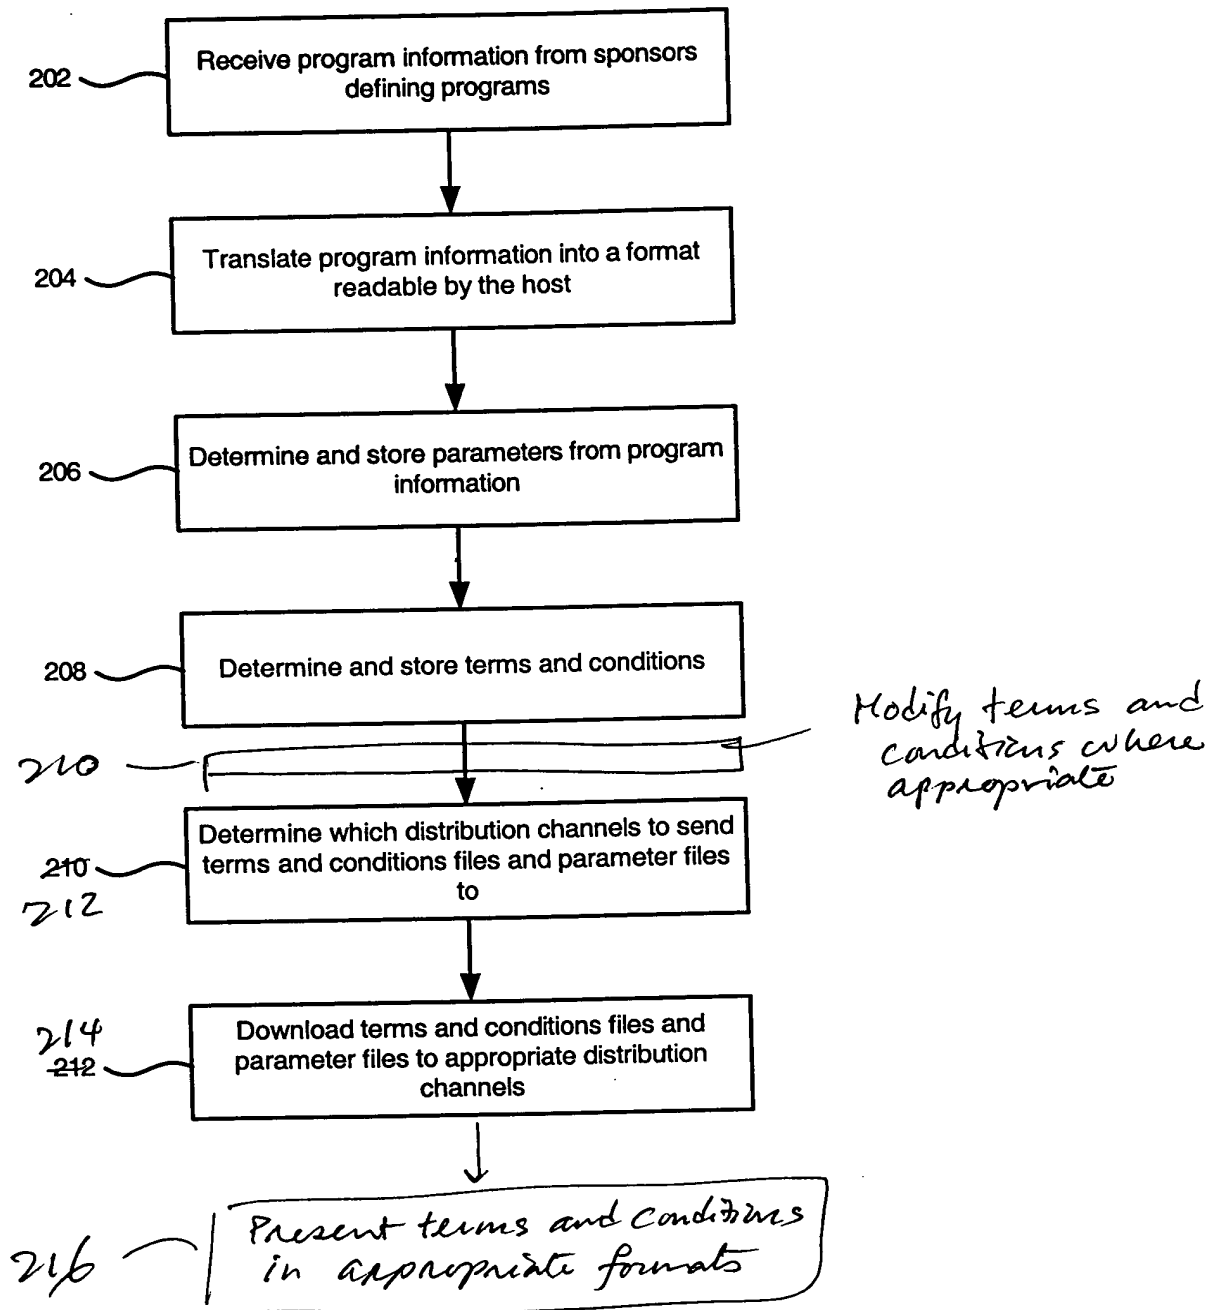 202
Receive program information from sponsors
defining programs
204
Translate program information into a format
readable by the host
206
Determine and store parameters from program
information
208
Determine and store terms and conditions
Modify terms and
conditions where
appropriate
210
Determine which distribution channels to send
terms and conditions files and parameter files
to
210
212
214
212
Download terms and conditions files and
parameter files to appropriate distribution
channels
216
Present terms and conditions
in appropriate formats